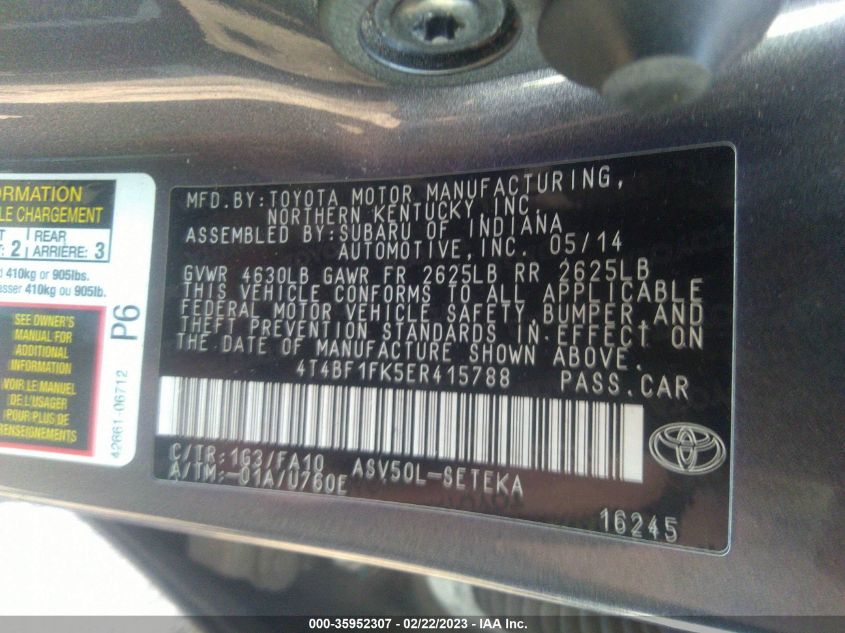 ORMATION
LE CHARGEMENT
2 REAR ARRIÈRE: 3
410kg or 905lbs.
asser 410kg ou 905lb.
SEE OWNER'S
MANUAL FOR
ADDITIONAL
INFORMATION
VOIR LE MANUEL
DE L'USAGER
POUR PLUS DE
RENSEIGNEMENTS
P6
42661-06712
MFD.BY:TOYOTA MOTOR MANUFACTURING,
NORTHERN KENTUCKY,INC.
ASSEMBLED BY:SUBARU OF INDIANA
AUTOMOTIVE,INC. 05/14
GVWR 4630LB GAWR FR 2625LB RR 2625LB
THIS VEHICLE CONFORMS TO ALL APPLICABLE
FEDERAL MOTOR VEHICLE SAFETY,BUMPER,AND
THEFT PREVENTION STANDARDS IN EFFECT ON
THE DATE OF MANUFACTURE SHOWN ABOVE.
4T4BF1FK5ER415788 PASS.CAR
C/TR:1G3/FA10 ASV50L-SETEKA
A/TM:-01A/U760E
16245
000-35952307 - 02/22/2023 - IAA Inc.